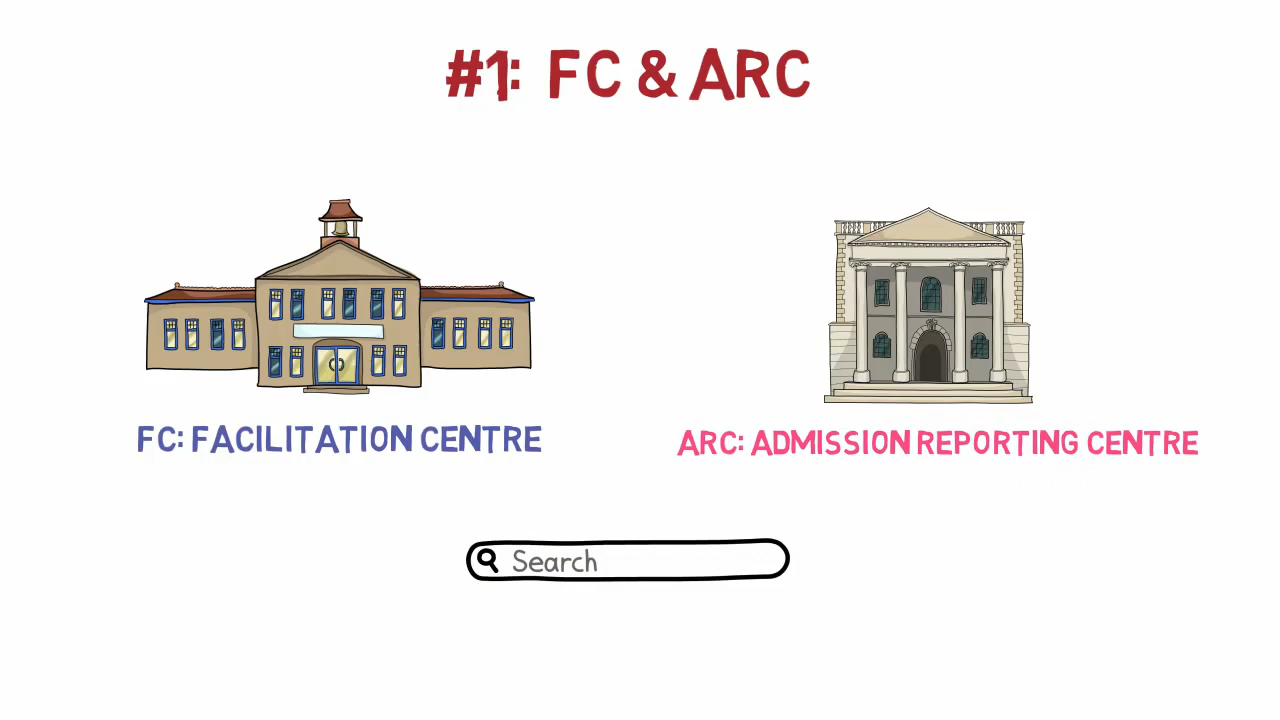 #1: FC & ARC
FC: FACILITATION CENTRE
ARC: ADMISSION REPORTING CENTRE
Search